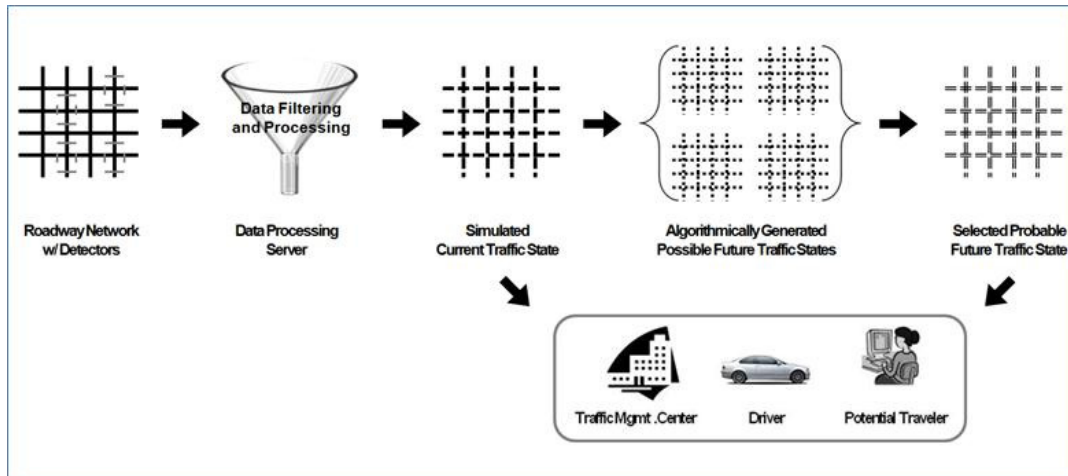 Data Filtering
and Processing
Roadway Network
w/ Detectors
Data Processing
Server
Simulated
Current Traffic State
Algorithmically Generated
Possible Future Traffic States
Selected Probable
Future Traffic State
Traffic Mgmt .Center
Driver
Potential Traveler